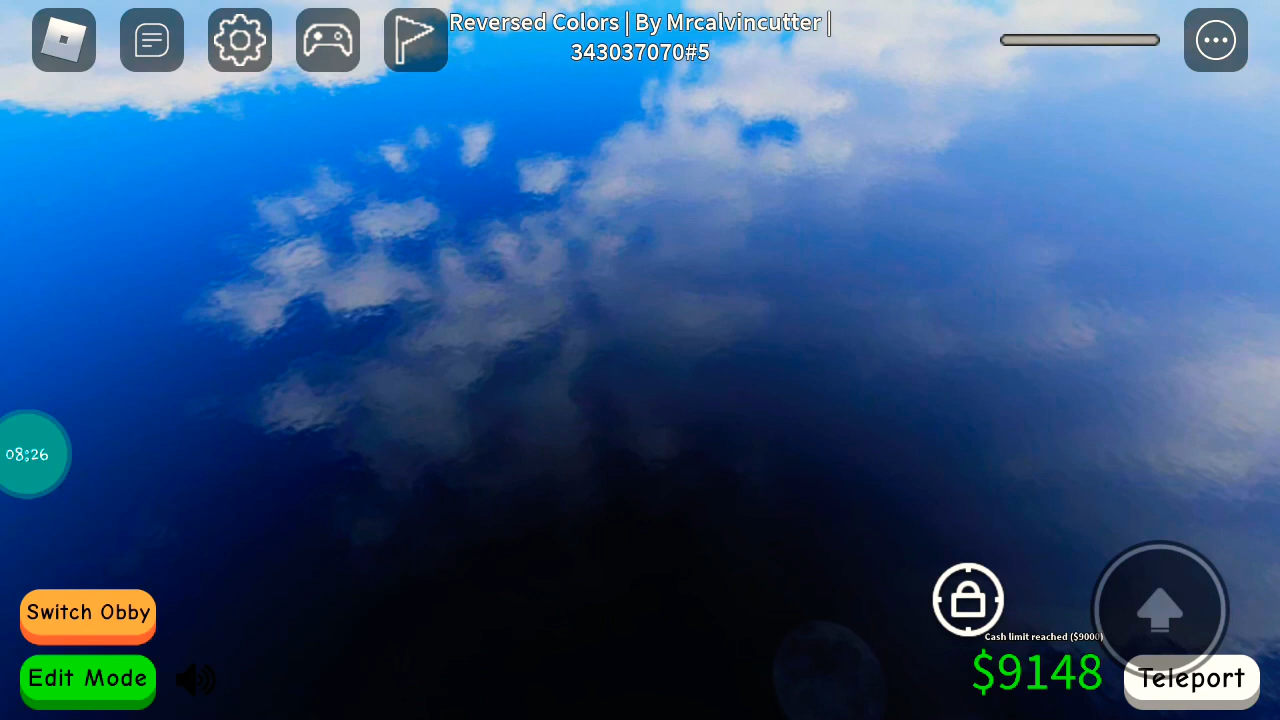 Reversed Colors | By Mrcalvincutter |
343037070#5
08:26
Switch Obby
Edit Mode
Cash limit reached ($9000)
$9148
Teleport